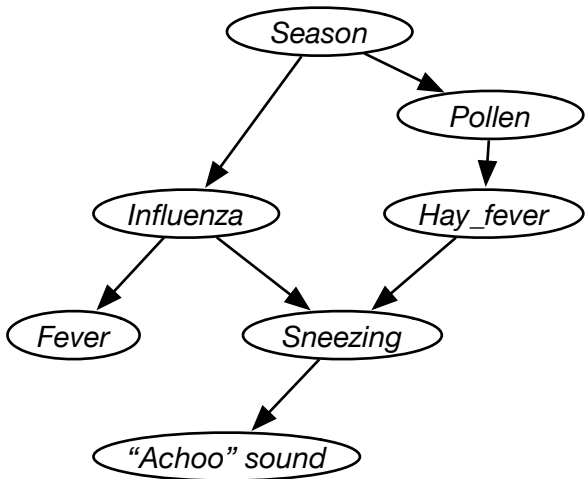 Season
Pollen
Influenza
Hay_fever
Fever
Sneezing
“Achoo” sound